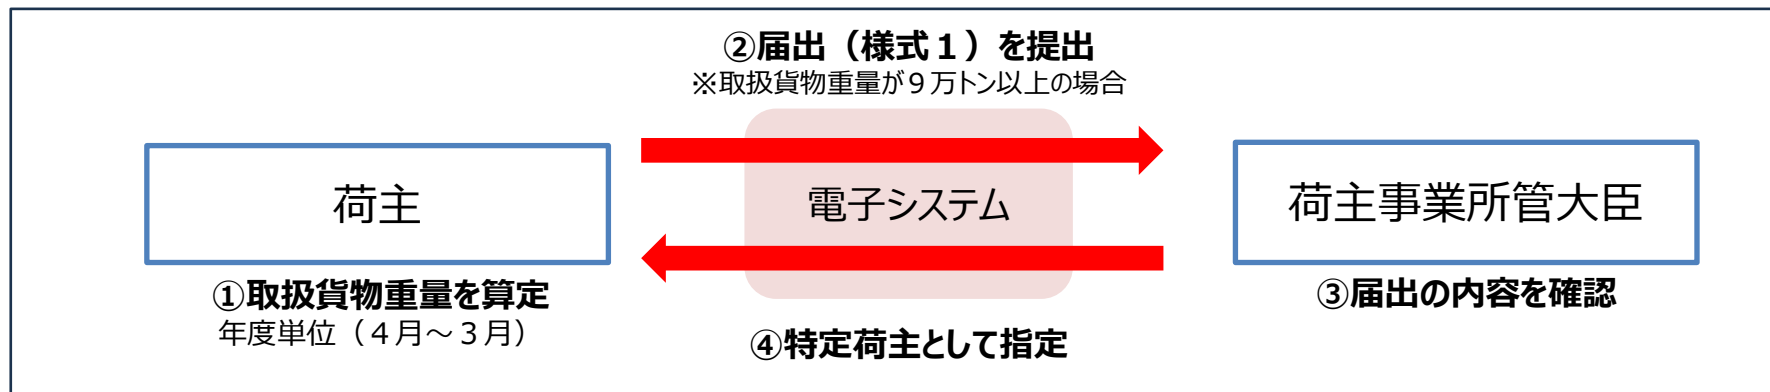 ②届出（様式１）を提出
※取扱貨物重量が９万トン以上の場合
荷主
電子システム
荷主事業所管大臣
①取扱貨物重量を算定
年度単位（４月～３月）
③届出の内容を確認
④特定荷主として指定